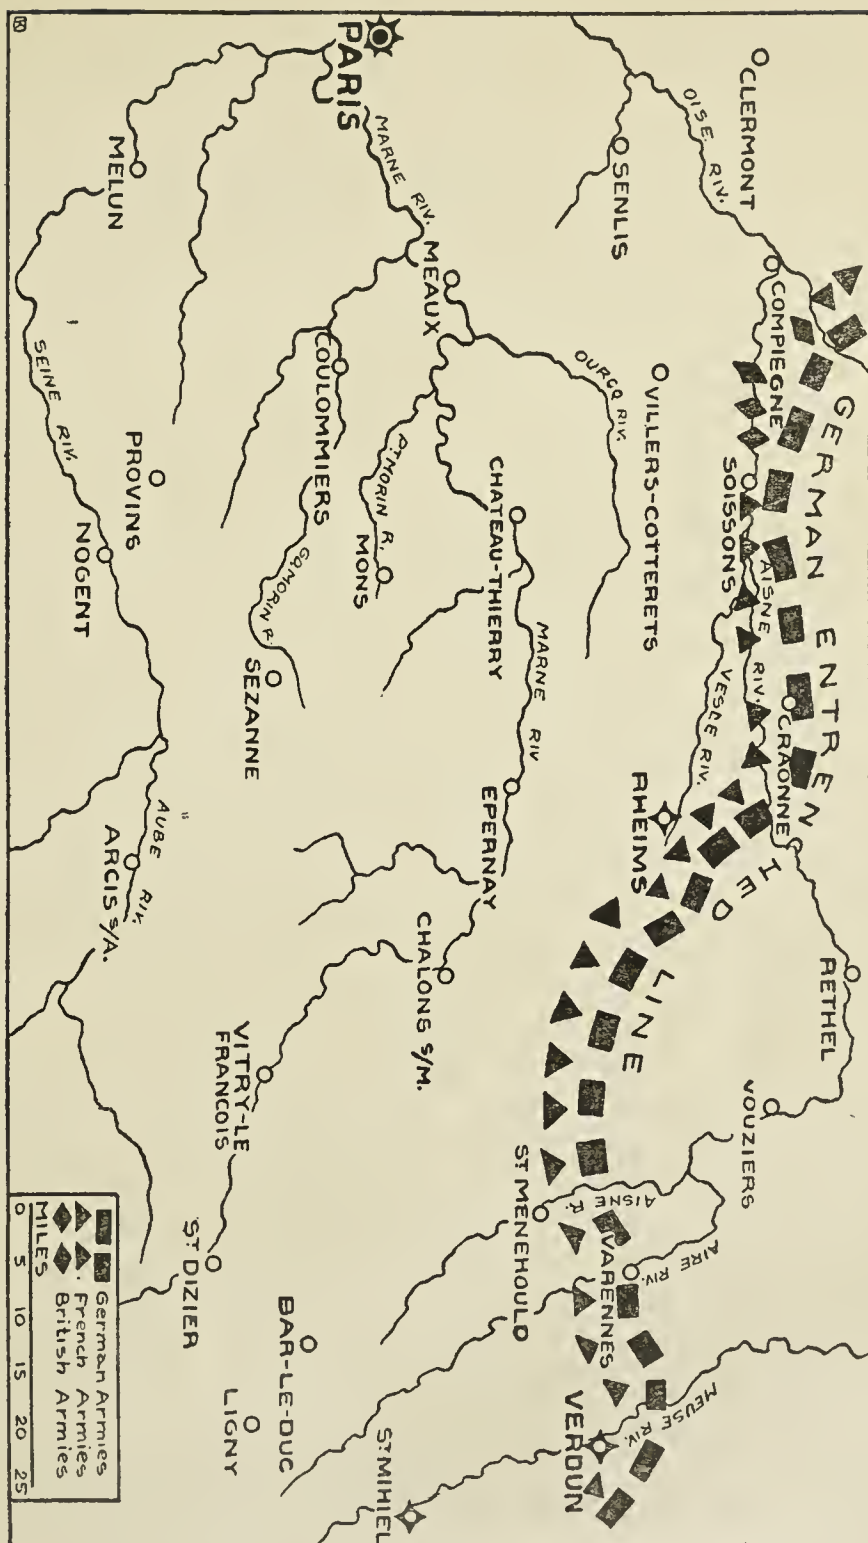 GERMAN ENTRENCHED LINE
CLERMONT
OISE RIV.
SENLIS
COMPIEGNE
VILLERS-COTTERETS
SOISSONS
AISNE RIV.
CRAONNE
VESLE RIV.
RHEIMS
RETHEL
VOUZIERS
AISNE R.
AIRE RIV.
VARENNES
ST MENEHOULD
MEUSE RIV.
VERDUN
PARIS
MARNE RIV.
MEAUX
OURCQ RIV.
CHATEAU-THIERRY
MARNE RIV
EPERNAY
CHALONS S/M.
COULOMMIERS
PT. MORIN R.
MONS
GD. MORIN R.
SEZANNE
VITRY-LE
FRANCOIS
ST DIZIER
BAR-LE-DUC
LIGNY
ST MIHIEL
MELUN
SEINE RIV.
PROVINS
NOGENT
AUBE RIV.
ARCIS S/A.
German Armies
French Armies
British Armies
MILES
0 5 10 15 20 25